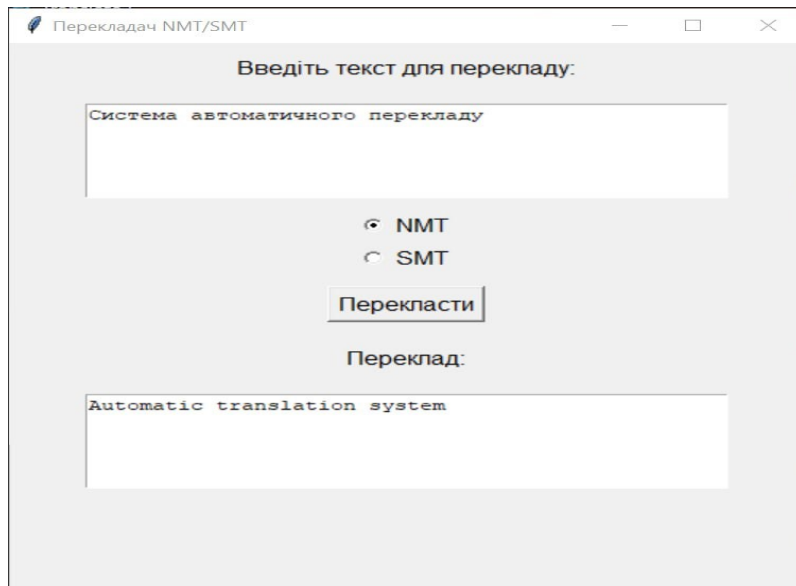 Перекладач NMT/SMT
Введіть текст для перекладу:
Система автоматичного перекладу
NMT
SMT
Перекласти
Переклад:
Automatic translation system